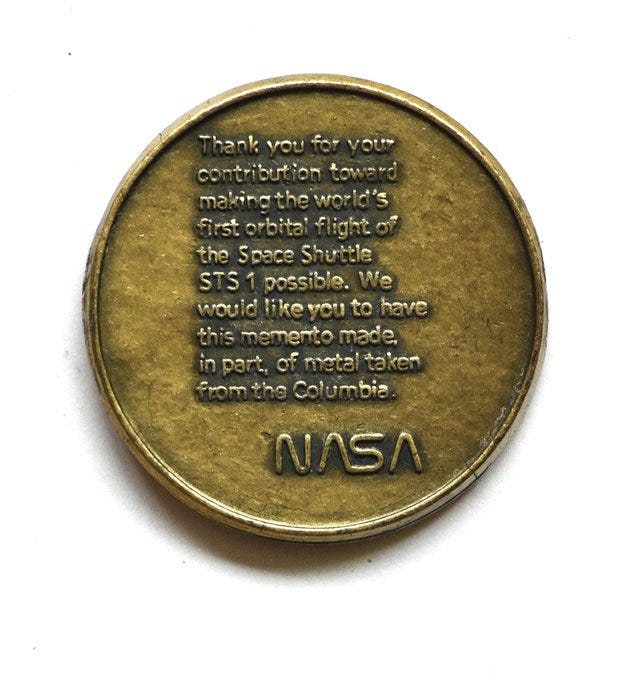 Thank you for your
contribution toward
making the world's
first orbital flight of
the Space Shuttle
STS 1 possible. We
would like you to have
this memento made,
in part, of metal taken
from the Columbia.
NASA